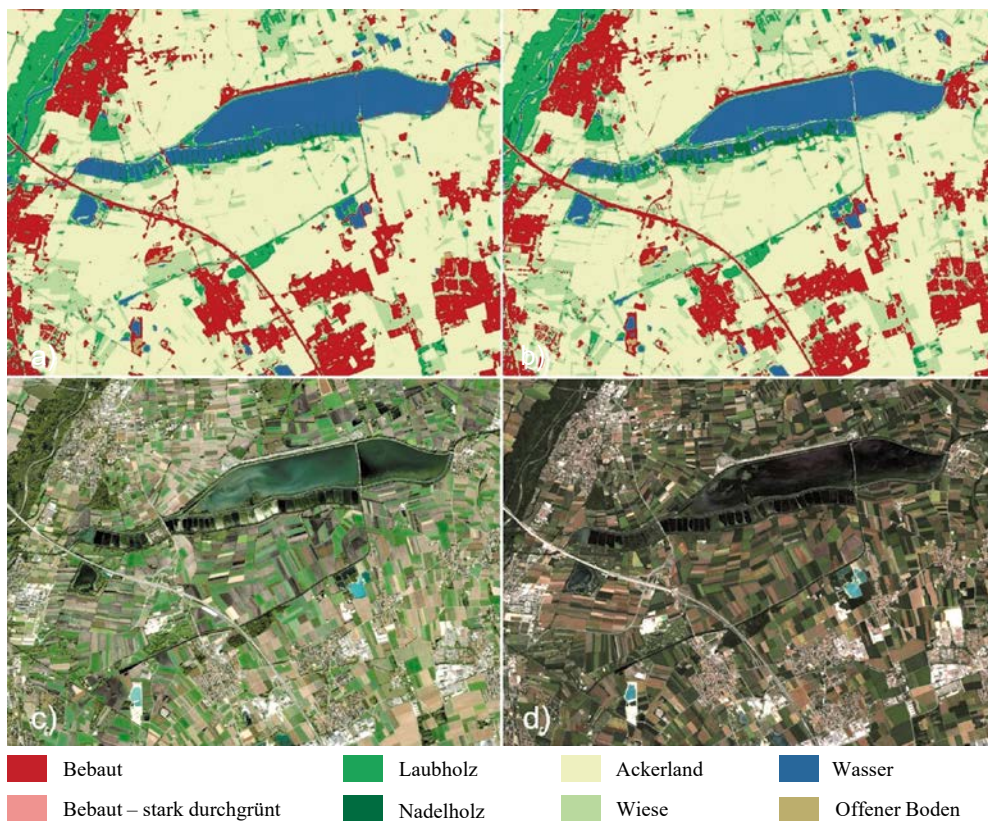 a)
b)
c)
d)
Bebaut
Laubholz
Ackerland
Wasser
Bebaut – stark durchgrünt
Nadelholz
Wiese
Offener Boden